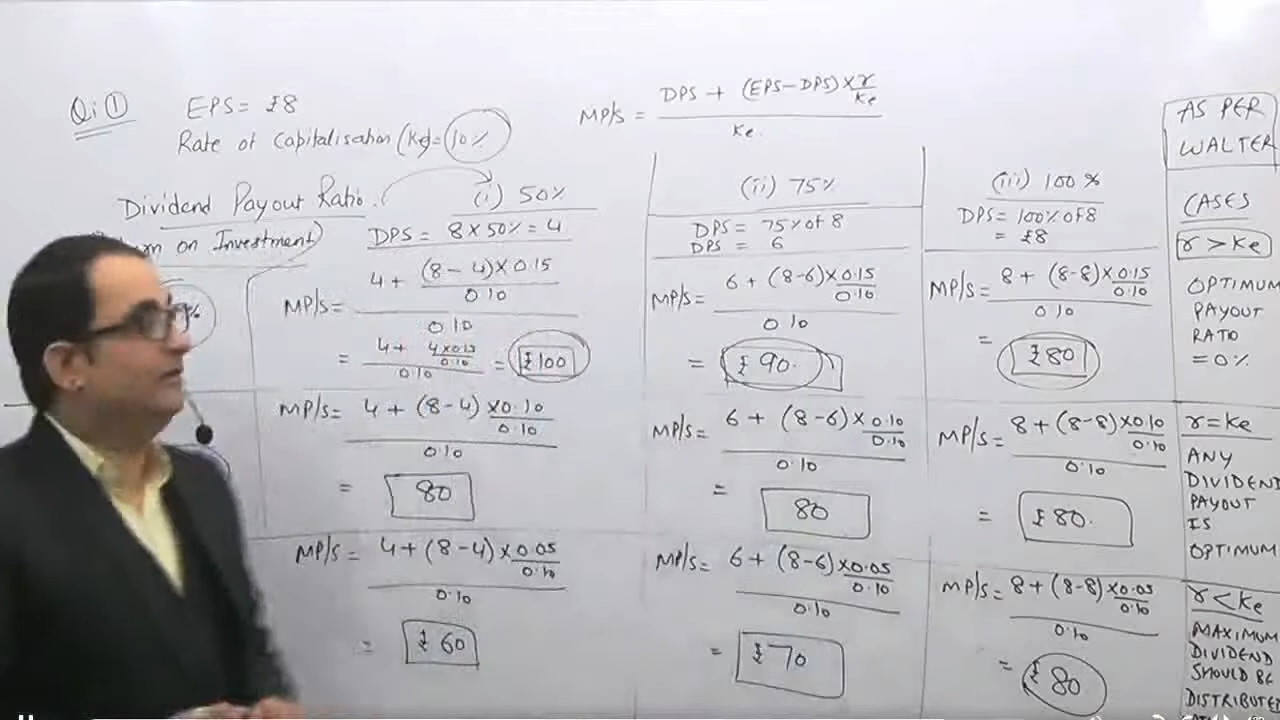 Q: ①
EPS = ₹8
Rate of Capitalisation (Ke) = 10%
MP/s = DPS + (EPS-DPS) × r/Ke
Ke.
Dividend Payout Ratio.
on Investment)
(i) 50%
DPS = 8 × 50% = 4
MP/s = 4 + (8-4) × 0.15
0.10
0.10
= 4 + 4×0.15/0.10
0.10
= ₹100
MP/s = 4 + (8-4) × 0.10/0.10
0.10
= 80
MP/s = 4 + (8-4) × 0.05/0.10
0.10
= ₹60
(ii) 75%
DPS = 75% of 8
DPS = 6
MP/s = 6 + (8-6) × 0.15/0.10
0.10
= ₹90.
MP/s = 6 + (8-6) × 0.10/0.10
0.10
= 80
MP/s = 6 + (8-6) × 0.05/0.10
0.10
= ₹70
(iii) 100%
DPS = 100% OF 8
= ₹8
MP/s = 8 + (8-8) × 0.15/0.10
0.10
= ₹80
MP/s = 8 + (8-8) × 0.10/0.10
0.10
= ₹80.
MP/s = 8 + (8-8) × 0.05/0.10
0.10
= ₹80
AS PER
WALTER
CASES
r > Ke
OPTIMUM
PAYOUT
RATIO
= 0%
r = Ke
ANY
DIVIDEND
PAYOUT
IS
OPTIMUM
r < Ke
MAXIMUM
DIVIDEND
SHOULD BE
DISTRIBUTED